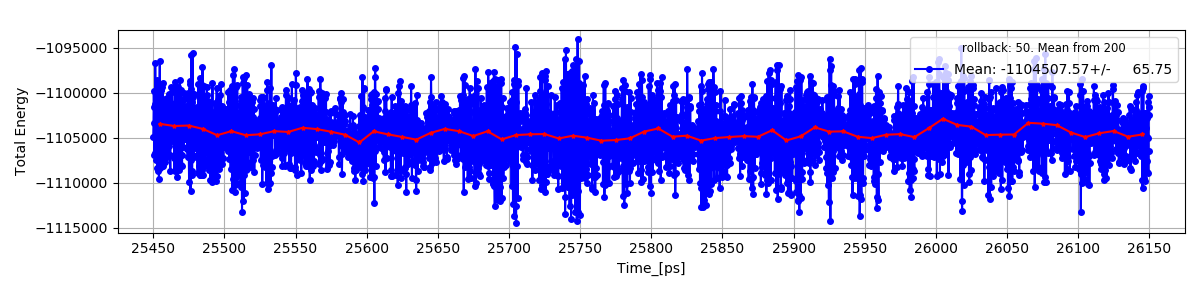 rollback: 50. Mean from 200
Mean: -1104507.57+/- 65.75
Total Energy
−1095000
−1100000
−1105000
−1110000
−1115000
25450 25500 25550 25600 25650 25700 25750 25800 25850 25900 25950 26000 26050 26100 26150
Time_[ps]